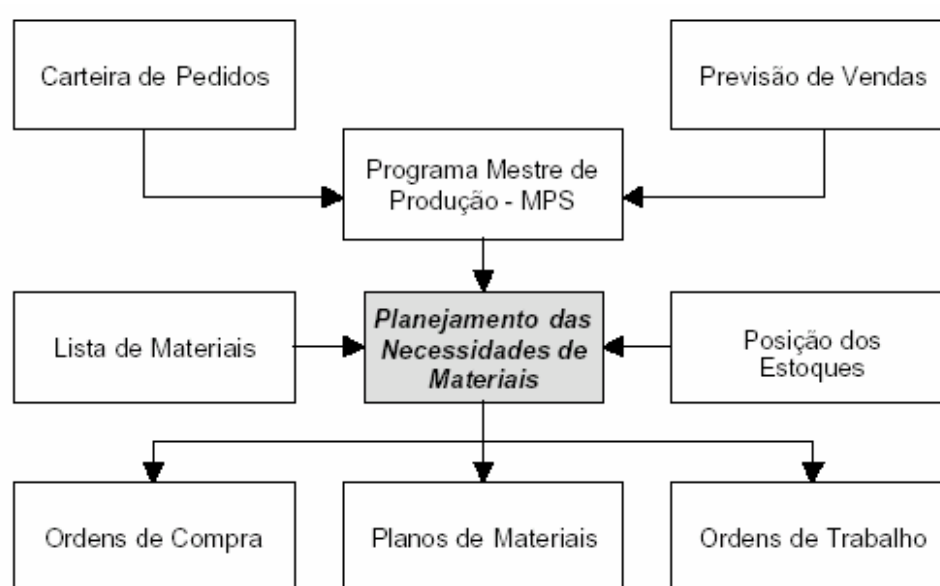 Carteira de Pedidos
Previsão de Vendas
Programa Mestre de
Produção - MPS
Lista de Materiais
Planejamento das
Necessidades de
Materiais
Posição dos
Estoques
Ordens de Compra
Planos de Materiais
Ordens de Trabalho